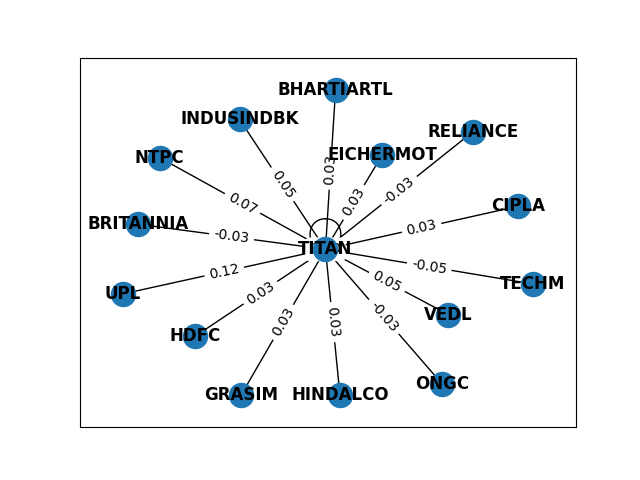 BHARTIARTL
INDUSINDBK
RELIANCE
EICHERMOT
NTPC
0.03
0.05
-0.03
0.03
0.07
CIPLA
BRITANNIA
0.03
-0.03
TITAN
-0.05
0.12
TECHM
0.05
UPL
0.03
VEDL
0.03
0.03
-0.03
HDFC
ONGC
GRASIM
HINDALCO